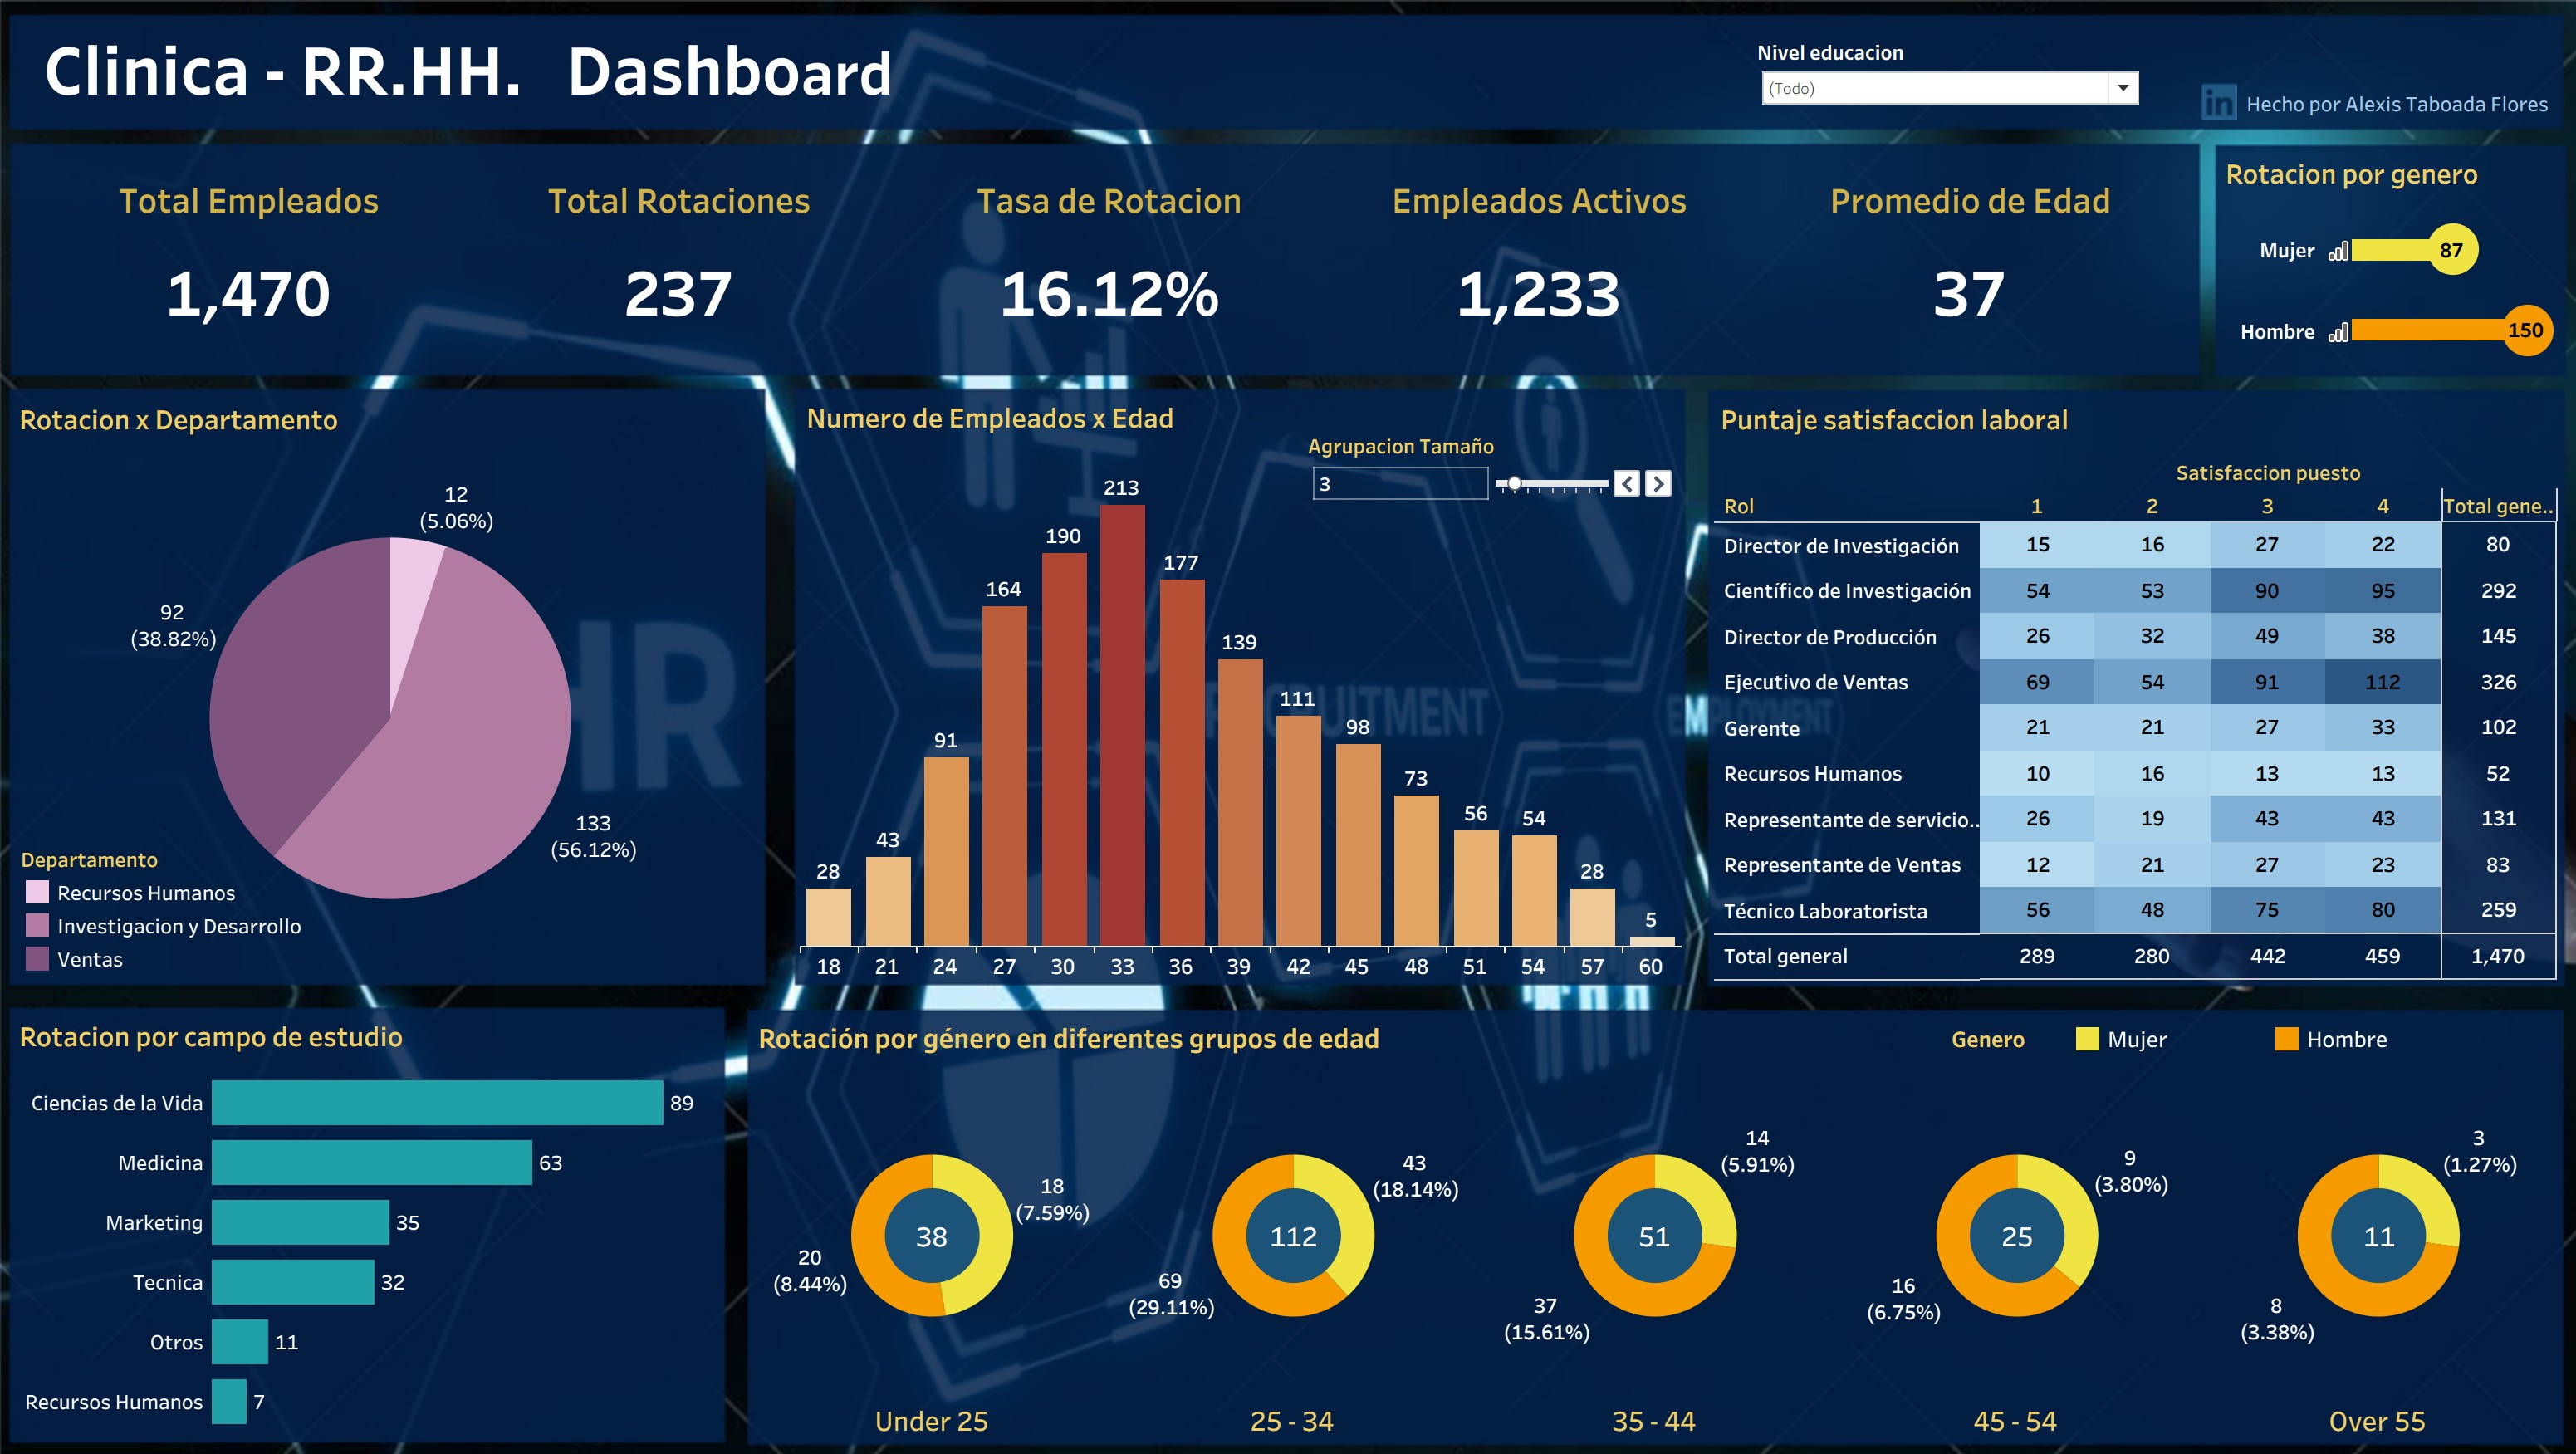 Clinica - RR.HH.   Dashboard
Nivel educacion
(Todo)
in Hecho por Alexis Taboada Flores
Total Empleados
1,470
Total Rotaciones
237
Tasa de Rotacion
16.12%
Empleados Activos
1,233
Promedio de Edad
37
Rotacion por genero
Mujer 87
Hombre 150
Rotacion x Departamento
12
(5.06%)
92
(38.82%)
133
(56.12%)
Departamento
Recursos Humanos
Investigacion y Desarrollo
Ventas
HR
Numero de Empleados x Edad
Agrupacion Tamaño
3
28 43 91 164 190 213 177 139 111 98 73 56 54 28 5
18 21 24 27 30 33 36 39 42 45 48 51 54 57 60
RECRUITMENT
EMPLOYMENT
Puntaje satisfaccion laboral
Satisfaccion puesto
Rol 1 2 3 4 Total gene..
Director de Investigación 15 16 27 22 80
Científico de Investigación 54 53 90 95 292
Director de Producción 26 32 49 38 145
Ejecutivo de Ventas 69 54 91 112 326
Gerente 21 21 27 33 102
Recursos Humanos 10 16 13 13 52
Representante de servicio.. 26 19 43 43 131
Representante de Ventas 12 21 27 23 83
Técnico Laboratorista 56 48 75 80 259
Total general 289 280 442 459 1,470
Rotacion por campo de estudio
Ciencias de la Vida 89
Medicina 63
Marketing 35
Tecnica 32
Otros 11
Recursos Humanos 7
Rotación por género en diferentes grupos de edad
Genero Mujer Hombre
18
(7.59%)
38
20
(8.44%)
Under 25
43
(18.14%)
112
69
(29.11%)
25 - 34
14
(5.91%)
51
37
(15.61%)
35 - 44
9
(3.80%)
25
16
(6.75%)
45 - 54
3
(1.27%)
11
8
(3.38%)
Over 55